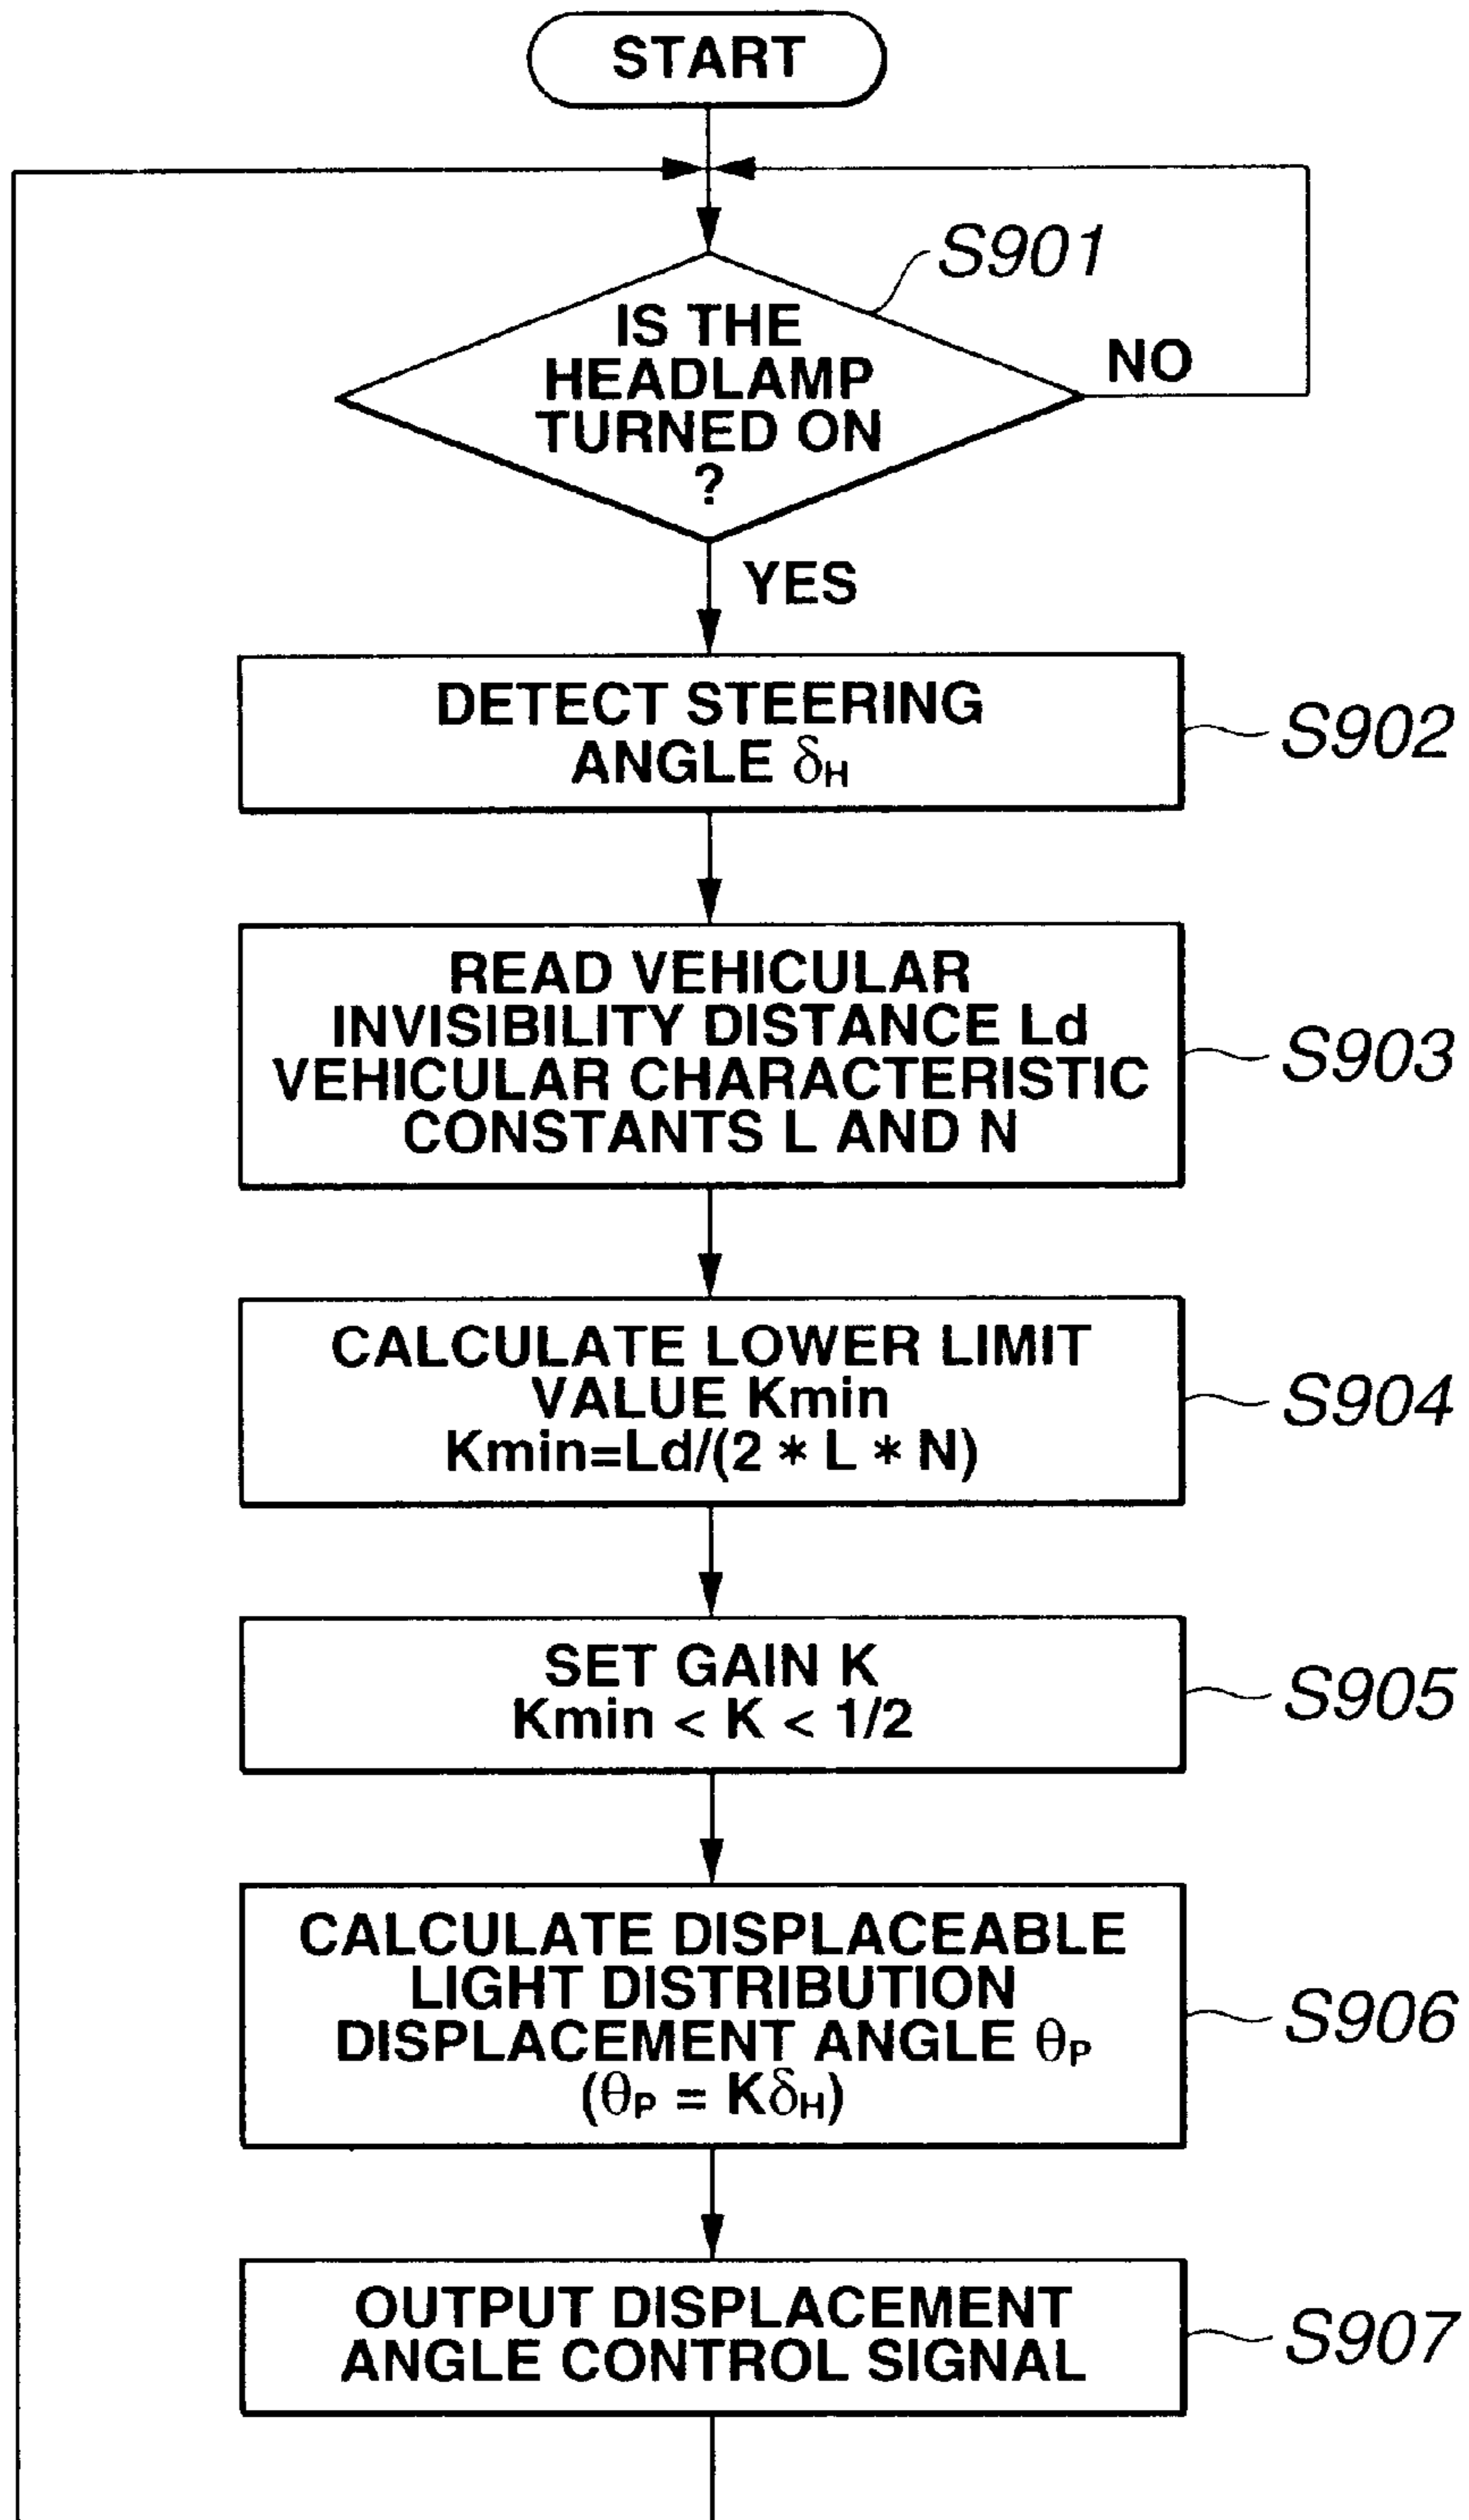 START
S901
IS THE
HEADLAMP
TURNED ON
?
NO
YES
DETECT STEERING
ANGLE δH
S902
READ VEHICULAR
INVISIBILITY DISTANCE Ld
VEHICULAR CHARACTERISTIC
CONSTANTS L AND N
S903
CALCULATE LOWER LIMIT
VALUE Kmin
Kmin=Ld/(2 * L * N)
S904
SET GAIN K
Kmin < K < 1/2
S905
CALCULATE DISPLACEABLE
LIGHT DISTRIBUTION
DISPLACEMENT ANGLE θP
(θP = KδH)
S906
OUTPUT DISPLACEMENT
ANGLE CONTROL SIGNAL
S907